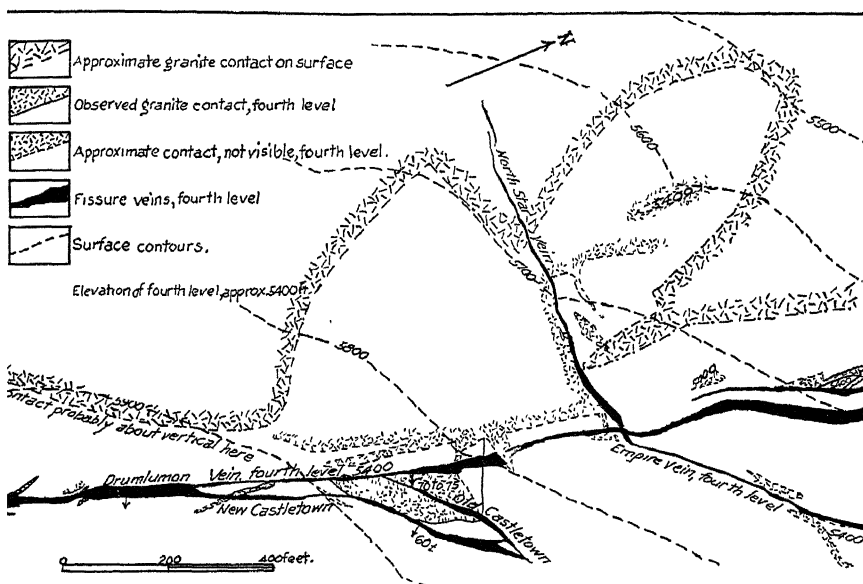 Approximate granite contact on surface
Observed granite contact, fourth level
Approximate contact, not visible, fourth level.
Fissure veins, fourth level
Surface contours.
Elevation of fourth level, approx. 5400 ft
N
North Star Vein
5600
5500
5700
5800
contact probably about vertical here
Drumlumon Vein, fourth level
5400
New Castletown
Old Castletown
60±
Empire Vein, fourth level
5400
0 200 400 feet.